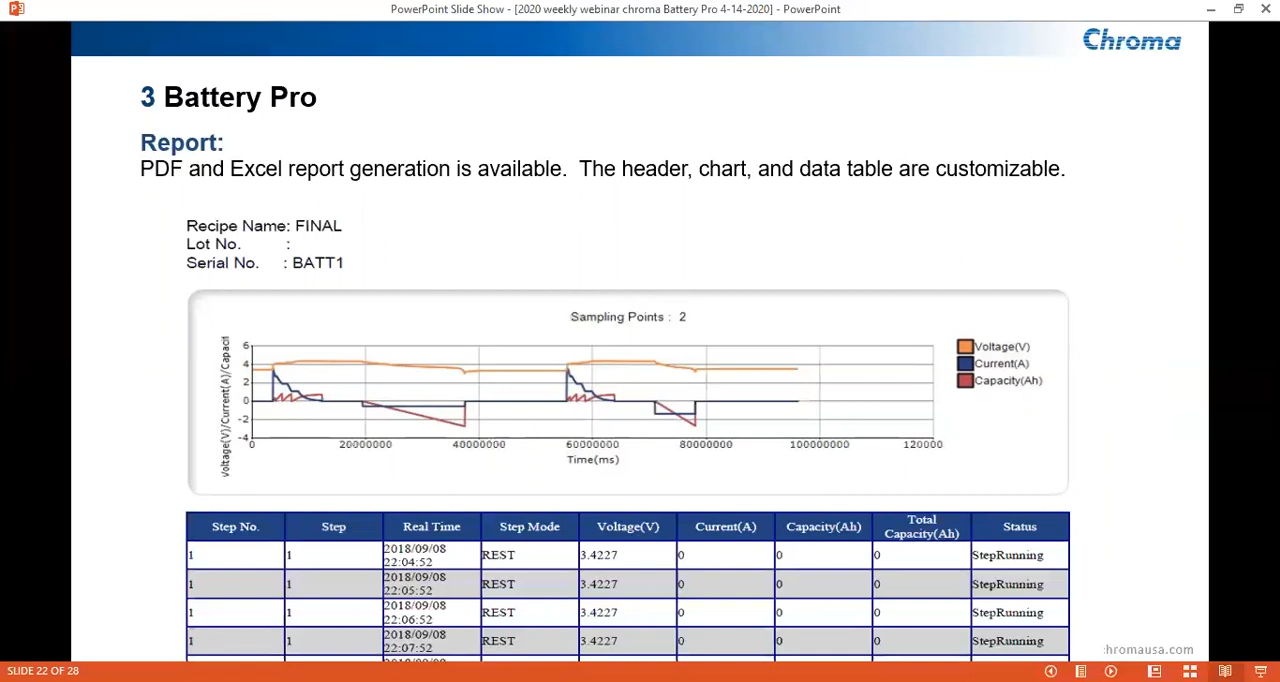 PowerPoint Slide Show - [2020 weekly webinar chroma Battery Pro 4-14-2020] - PowerPoint
Chroma
3 Battery Pro
Report:
PDF and Excel report generation is available. The header, chart, and data table are customizable.
Recipe Name: FINAL
Lot No. :
Serial No. : BATT1
Sampling Points : 2
Voltage(V)/Current(A)/Capacif
6
4
2
0
-2
-4
0 20000000 40000000 60000000 80000000 100000000 120000
Time(ms)
Voltage(V)
Current(A)
Capacity(Ah)
Step No. Step Real Time Step Mode Voltage(V) Current(A) Capacity(Ah) Total Capacity(Ah) Status
1 1 2018/09/08 22:04:52 REST 3.4227 0 0 0 StepRunning
1 1 2018/09/08 22:05:52 REST 3.4227 0 0 0 StepRunning
1 1 2018/09/08 22:06:52 REST 3.4227 0 0 0 StepRunning
1 1 2018/09/08 22:07:52 REST 3.4227 0 0 0 StepRunning
:hromausa.com
SLIDE 22 OF 28